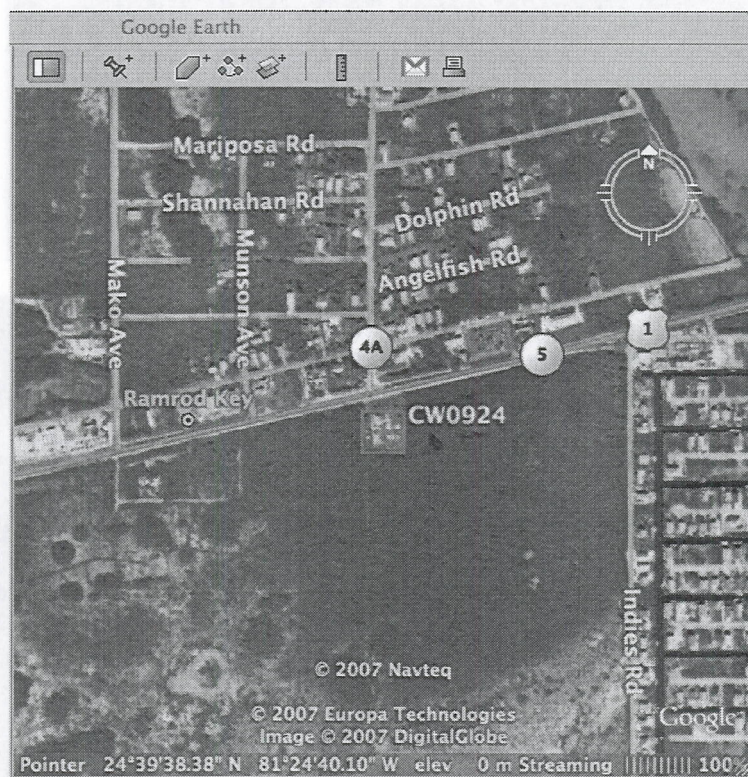 Google Earth
Mariposa Rd
N
Shannahan Rd
Dolphin Rd
Munson Ave
Angelfish Rd
Mako Ave
4A
5
1
Ramrod Key
CW0924
Indies Rd
© 2007 Navteq
© 2007 Europa Technologies
Image © 2007 DigitalGlobe
Google
Pointer 24°39'38.38" N 81°24'40.10" W elev 0 m Streaming |||||||||| 100%